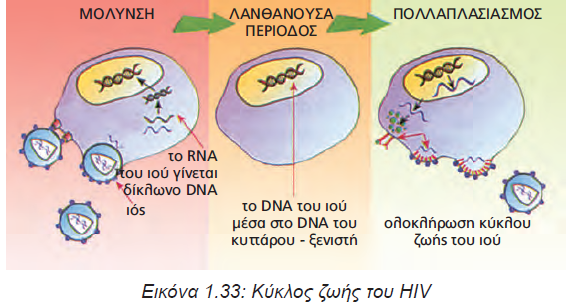 ΜΟΛΥΝΣΗ
ΛΑΝΘΑΝΟΥΣΑ
ΠΕΡΙΟΔΟΣ
ΠΟΛΛΑΠΛΑΣΙΑΣΜΟΣ
το RNA
του ιού γίνεται
δίκλωνο DNA
ιός
το DNA του ιού
μέσα στο DNA του
κυπάρου - ξενιστή
ολοκλήρωση κύκλου
ζωής του ιού
Εικόνα 1.33: Κύκλος ζωής του HIV